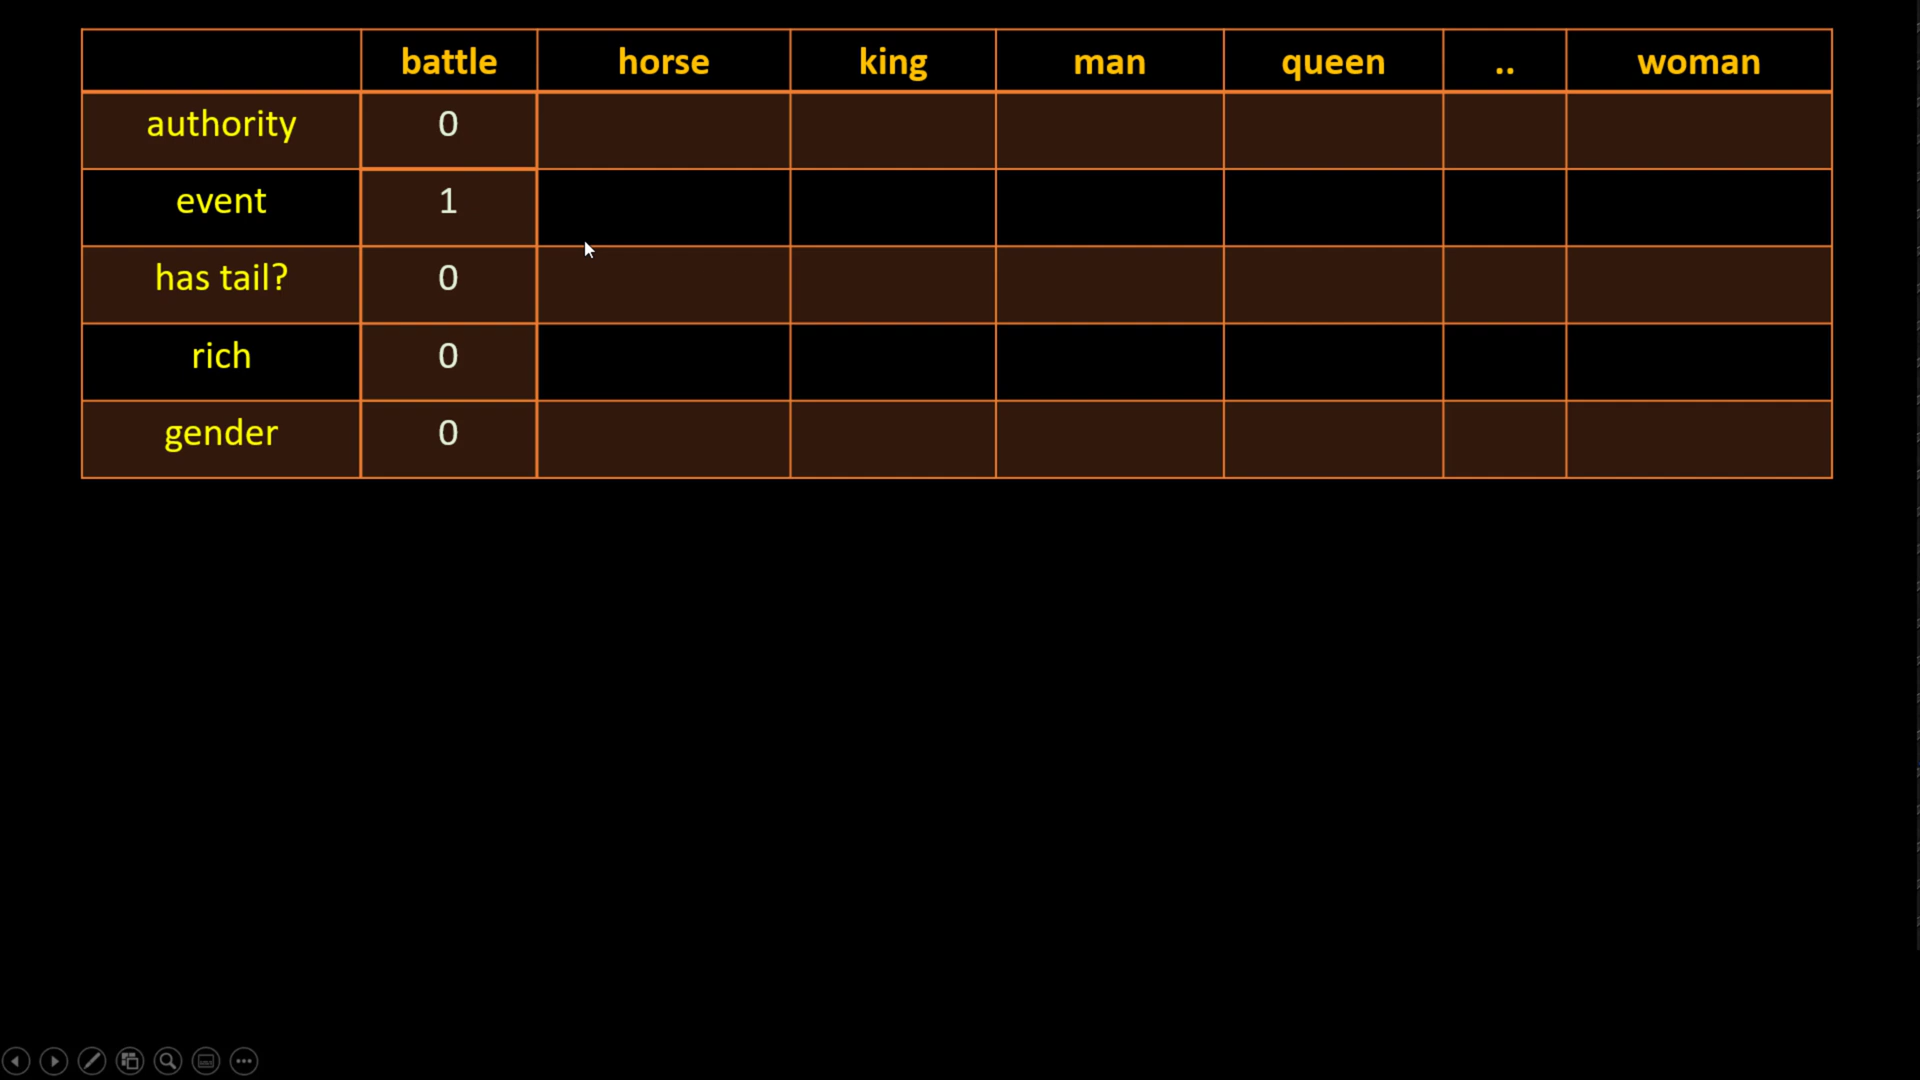 battle horse king man queen .. woman
authority 0
event 1
has tail? 0
rich 0
gender 0